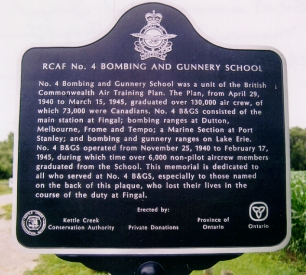 RCAF No. 4 BOMBING AND GUNNERY SCHOOL
No. 4 Bombing and Gunnery School was a unit of the British
Commonwealth Air Training Plan. The Plan, from April 29,
1940 to March 15, 1945, graduated over 130,000 air crew, of
which 73,000 were Canadians. No. 4 B&GS consisted of the
main station at Fingal; bombing ranges at Dutton,
Melbourne, Frome and Tempo; a Marine Section at Port
Stanley; and bombing and gunnery ranges on Lake Erie.
No. 4 B&GS operated from November 25, 1940 to February 17,
1945, during which time over 6,000 non-pilot aircrew members
graduated from the School. This memorial is dedicated to
all who served at No. 4 B&GS, especially to those named
on the back of this plaque, who lost their lives in the
course of the duty at Fingal.
Erected by:
Kettle Creek
Conservation Authority
Private Donations
Province of
Ontario
Ontario